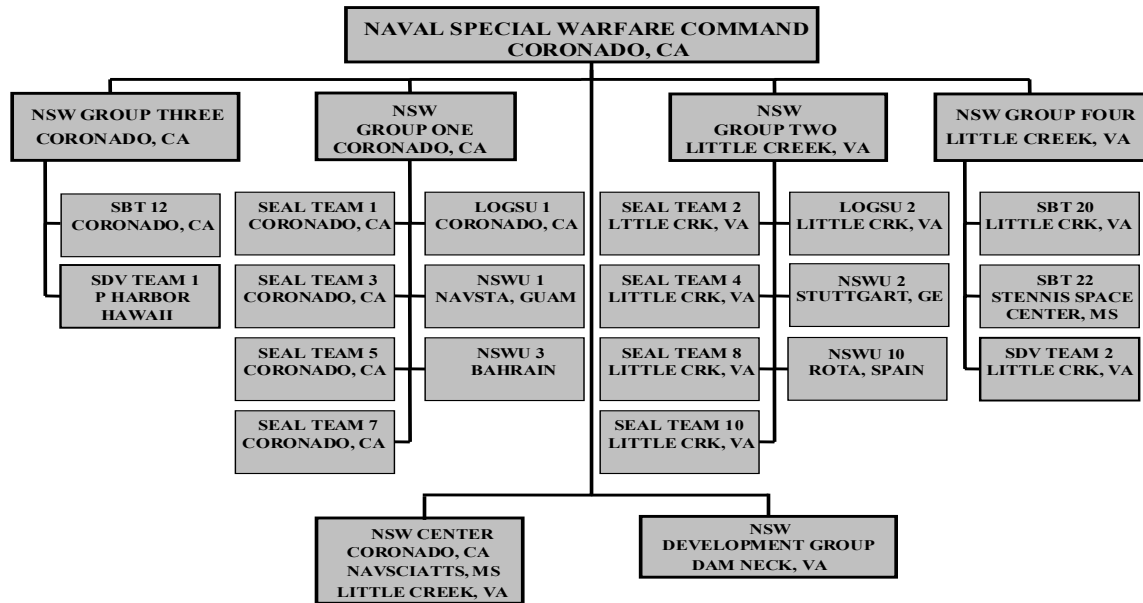 NAVAL SPECIAL WARFARE COMMAND
CORONADO, CA
NSW GROUP THREE
CORONADO, CA
SBT 12
CORONADO, CA
SDV TEAM 1
P HARBOR
HAWAII
NSW
GROUP ONE
CORONADO, CA
SEAL TEAM 1
CORONADO, CA
SEAL TEAM 3
CORONADO, CA
SEAL TEAM 5
CORONADO, CA
SEAL TEAM 7
CORONADO, CA
LOGSU 1
CORONADO, CA
NSWU 1
NAVSTA, GUAM
NSWU 3
BAHRAIN
NSW
GROUP TWO
LITTLE CREEK, VA
SEAL TEAM 2
LTTLE CRK, VA
SEAL TEAM 4
LITTLE CRK, VA
SEAL TEAM 8
LITTLE CRK, VA
SEAL TEAM 10
LITTLE CRK, VA
LOGSU 2
LITTLE CRK, VA
NSWU 2
STUTTGART, GE
NSWU 10
ROTA, SPAIN
NSW GROUP FOUR
LITTLE CREEK, VA
SBT 20
LITTLE CRK, VA
SBT 22
STENNIS SPACE
CENTER, MS
SDV TEAM 2
LITTLE CRK, VA
NSW CENTER
CORONADO, CA
NAVSCIATTS, MS
LITTLE CREEK, VA
NSW
DEVELOPMENT GROUP
DAM NECK, VA